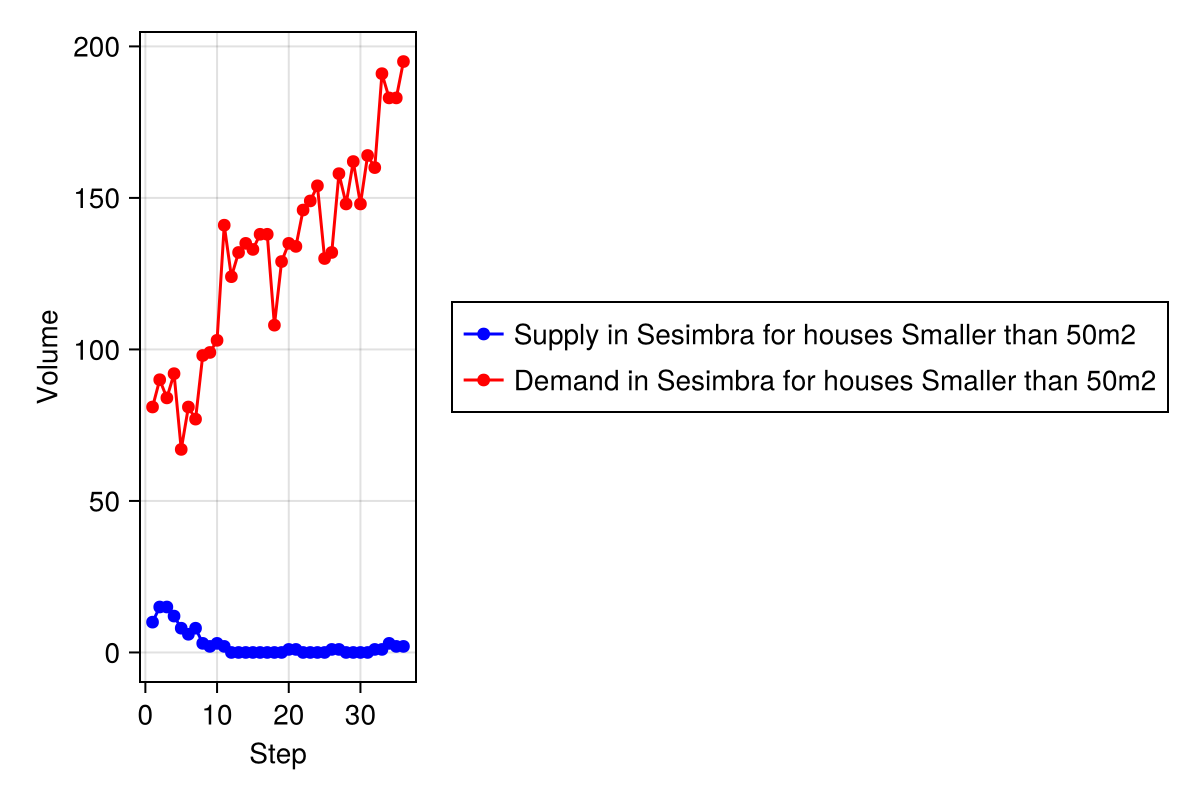 200
150
100
50
0
Volume
0 10 20 30
Step
Supply in Sesimbra for houses Smaller than 50m2
Demand in Sesimbra for houses Smaller than 50m2